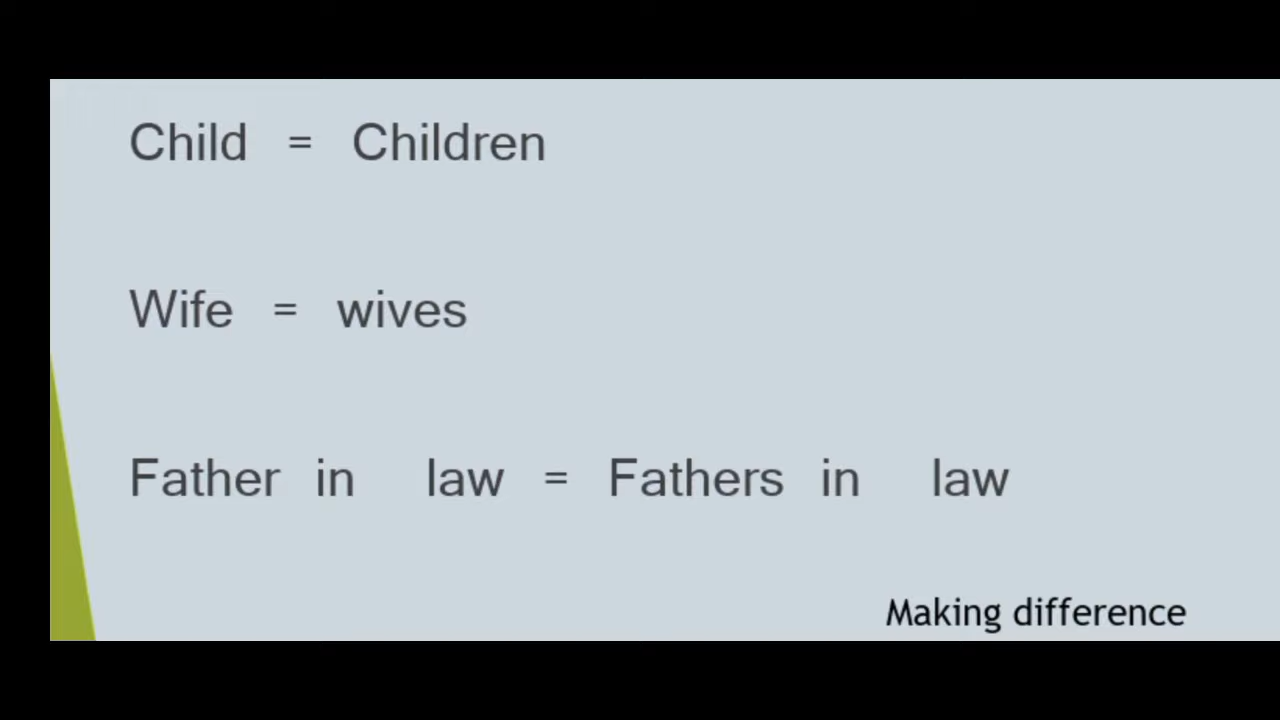 Child = Children
Wife = wives
Father in law = Fathers in law
Making difference